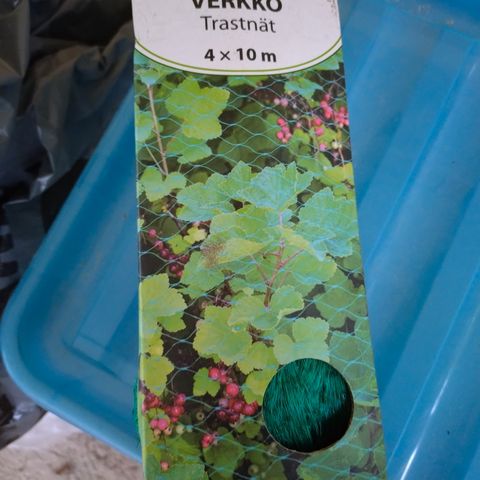 VERKKO
Trastnät
4 × 10 m